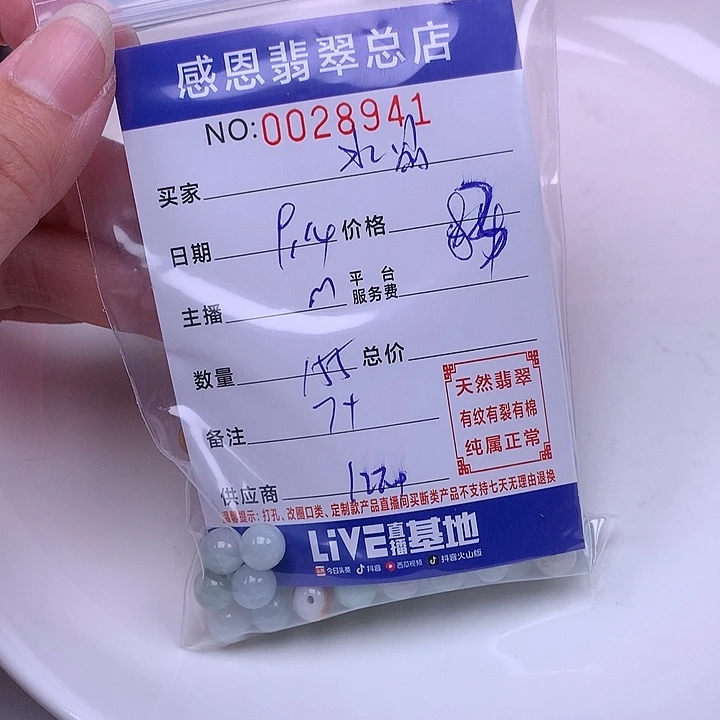 感恩翡翠总店
NO:0028941
买家
日期 9.14 价格
主播 M 平台服务费
数量 155 总价
备注 7+
供应商
天然翡翠
有纹有裂有棉
纯属正常
温馨提示:打孔、改圈口类、定制款产品直播间买断类产品不支持七天无理由退换
LiVE直播基地
今日头条 抖音 西瓜视频 抖音火山版